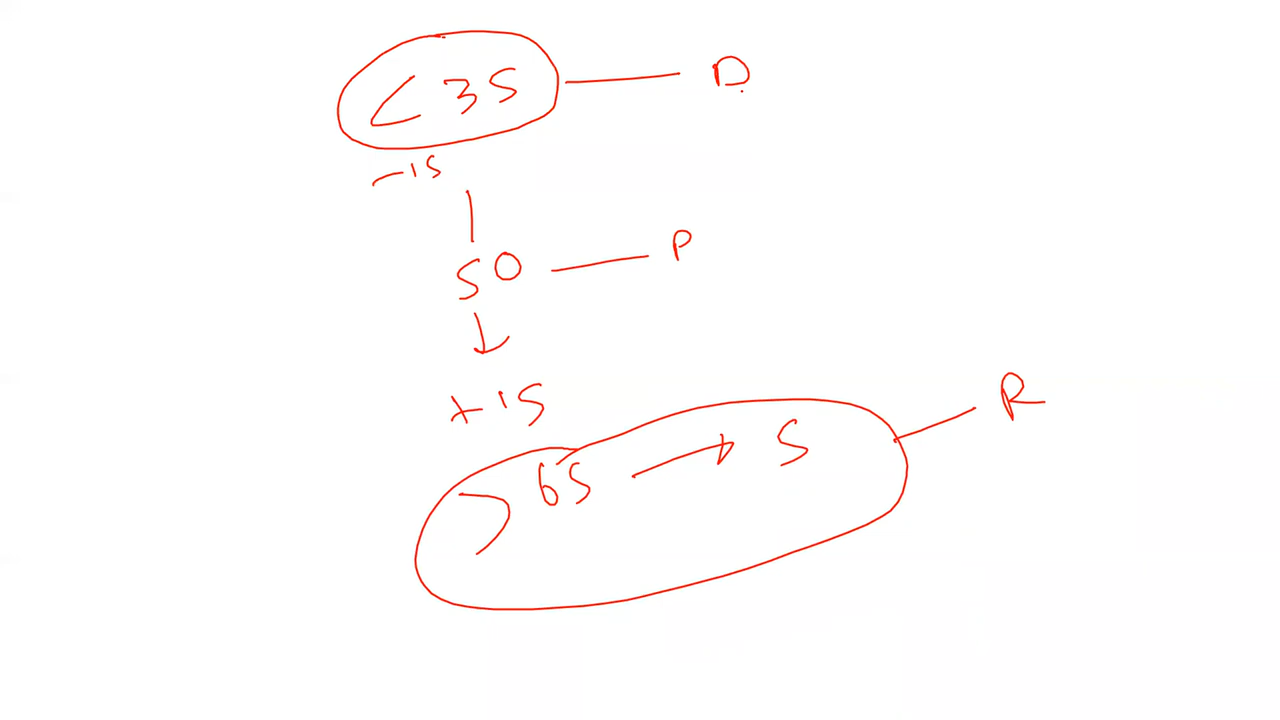 < 35 — D
-15
50 — P
↓
+15
R
> 65 → S